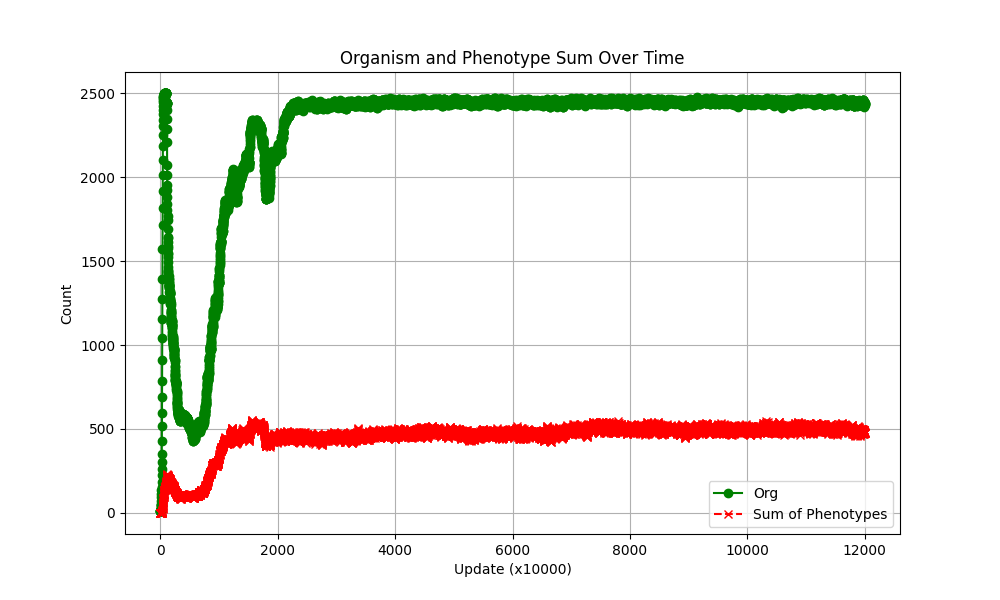 Organism and Phenotype Sum Over Time
2500
2000
1500
1000
500
0
Count
0 2000 4000 6000 8000 10000 12000
Update (x10000)
Org
Sum of Phenotypes